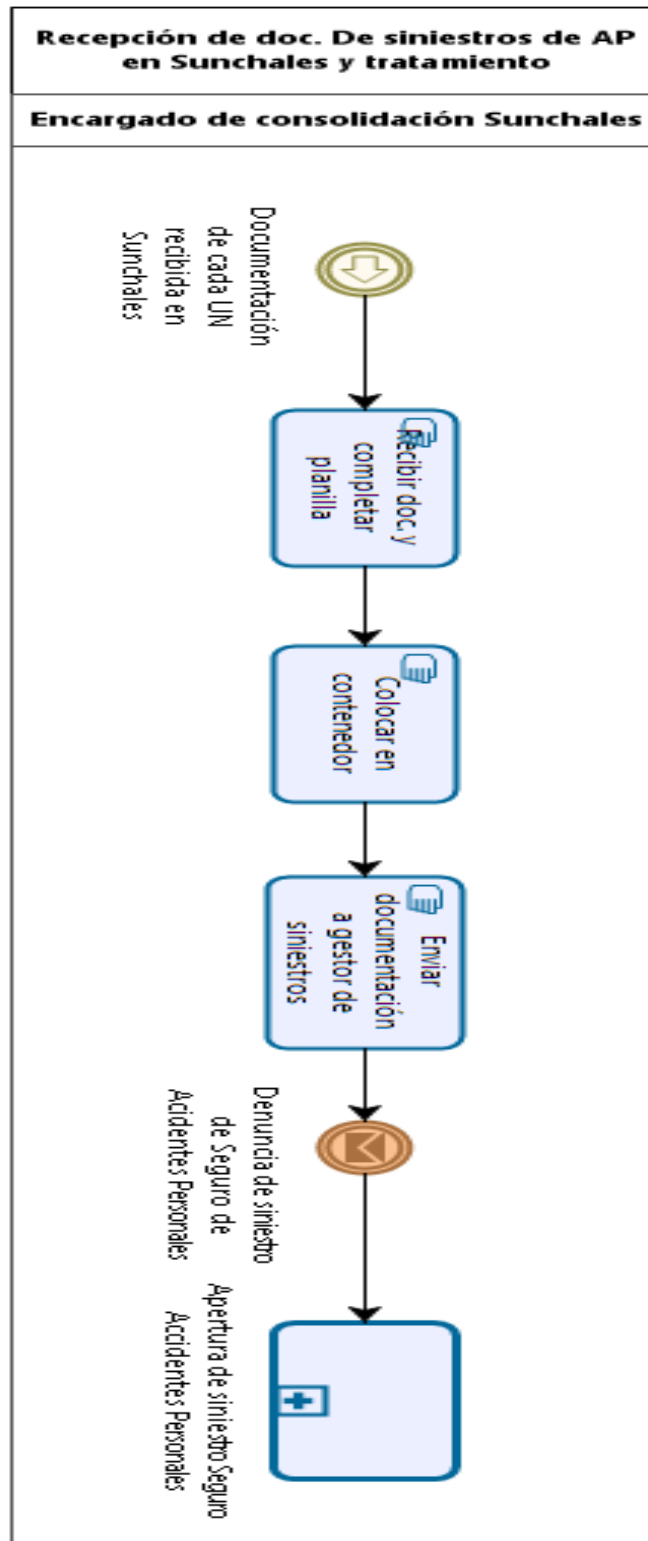 Recepción de doc. De siniestros de AP
en Sunchales y tratamiento
Encargado de consolidación Sunchales
Documentación
de cada UN
recibida en
Sunchales
Recibir doc. y
completar
planilla
Colocar en
contenedor
Enviar
documentación
a gestor de
siniestros
Denuncia de siniestro
de Seguro de
Acidentes Personales
Apertura de siniestro Seguro
Accidentes Personales